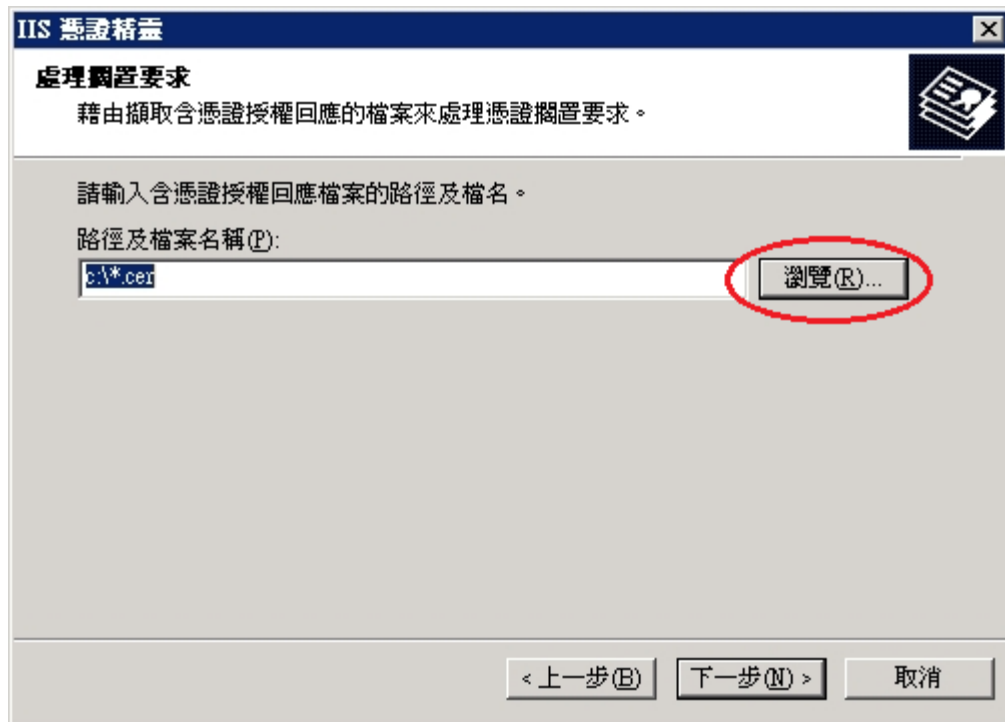 IIS 憑證精靈
處理擱置要求
藉由擷取含憑證授權回應的檔案來處理憑證擱置要求。
請輸入含憑證授權回應檔案的路徑及檔名。
路徑及檔案名稱(P):
c:\*.cer
瀏覽(R)...
<上一步(B)
下一步(N)>
取消